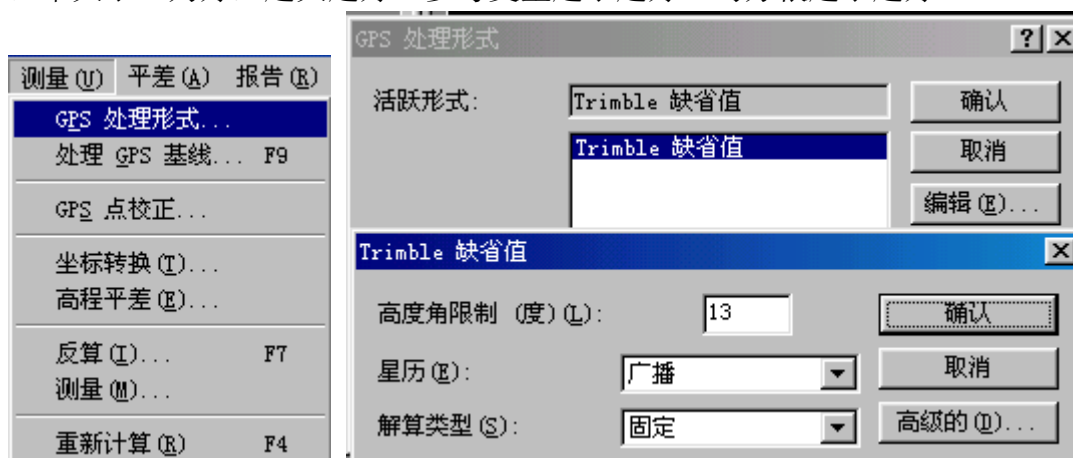 测量(U) 平差(A) 报告(R)
GPS 处理形式...
处理 GPS 基线... F9
GPS 点校正...
坐标转换(T)...
高程平差(E)...
反算(I)... F7
测量(M)...
重新计算(R) F4
GPS 处理形式
活跃形式: Trimble 缺省值 确认
Trimble 缺省值 取消
编辑(E)...
Trimble 缺省值
高度角限制 (度)(L): 13 确认
星历(E): 广播 取消
解算类型(S): 固定 高级的(D)...